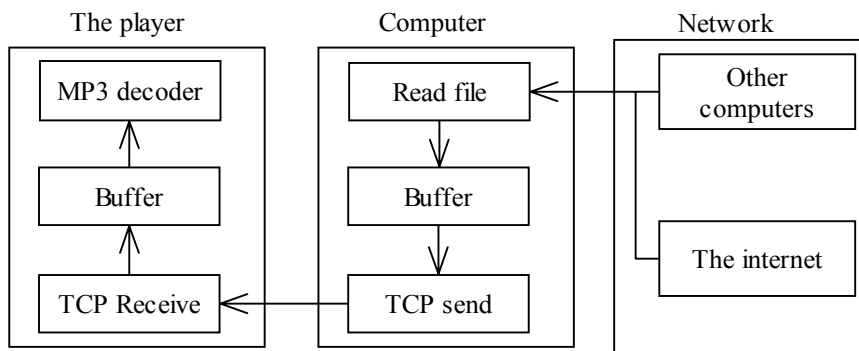 The player
Computer
Network
MP3 decoder
Read file
Other
computers
Buffer
Buffer
The internet
TCP Receive
TCP send